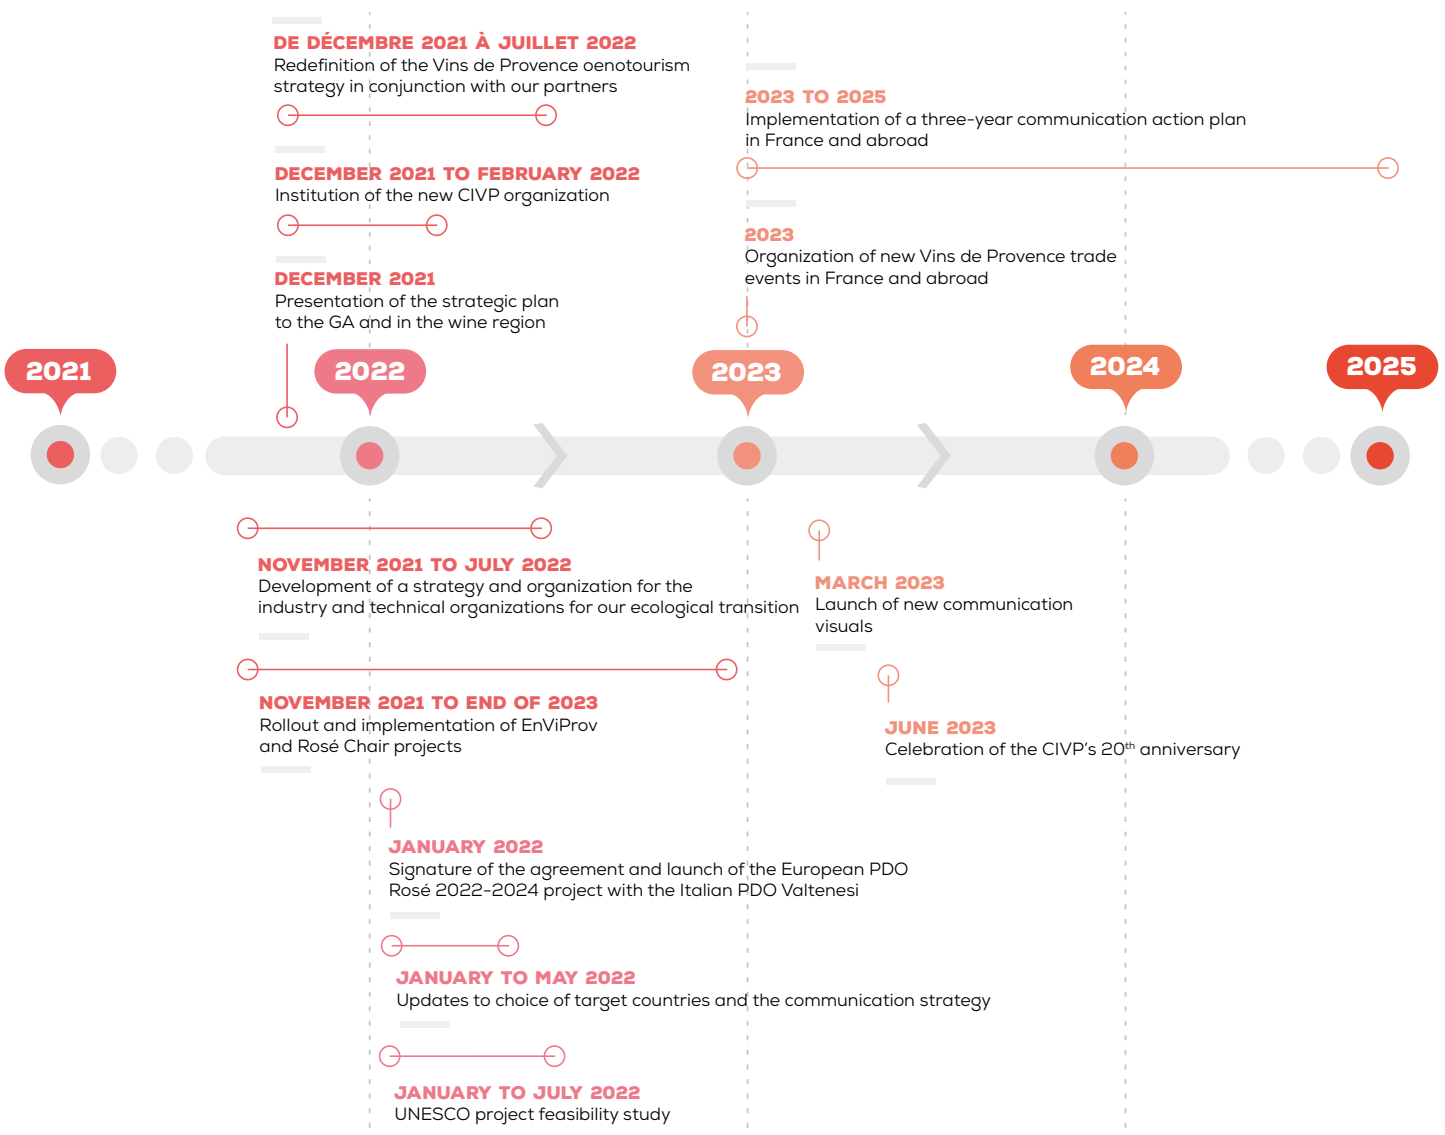 DE DÉCEMBRE 2021 À JUILLET 2022
Redefinition of the Vins de Provence oenotourism
strategy in conjunction with our partners
DECEMBER 2021 TO FEBRUARY 2022
Institution of the new CIVP organization
DECEMBER 2021
Presentation of the strategic plan
to the GA and in the wine region
2023 TO 2025
Implementation of a three-year communication action plan
in France and abroad
2023
Organization of new Vins de Provence trade
events in France and abroad
2021
2022
2023
2024
2025
NOVEMBER 2021 TO JULY 2022
Development of a strategy and organization for the
industry and technical organizations for our ecological transition
NOVEMBER 2021 TO END OF 2023
Rollout and implementation of EnViProv
and Rosé Chair projects
JANUARY 2022
Signature of the agreement and launch of the European PDO
Rosé 2022-2024 project with the Italian PDO Valtenesi
JANUARY TO MAY 2022
Updates to choice of target countries and the communication strategy
JANUARY TO JULY 2022
UNESCO project feasibility study
MARCH 2023
Launch of new communication
visuals
JUNE 2023
Celebration of the CIVP's 20th anniversary